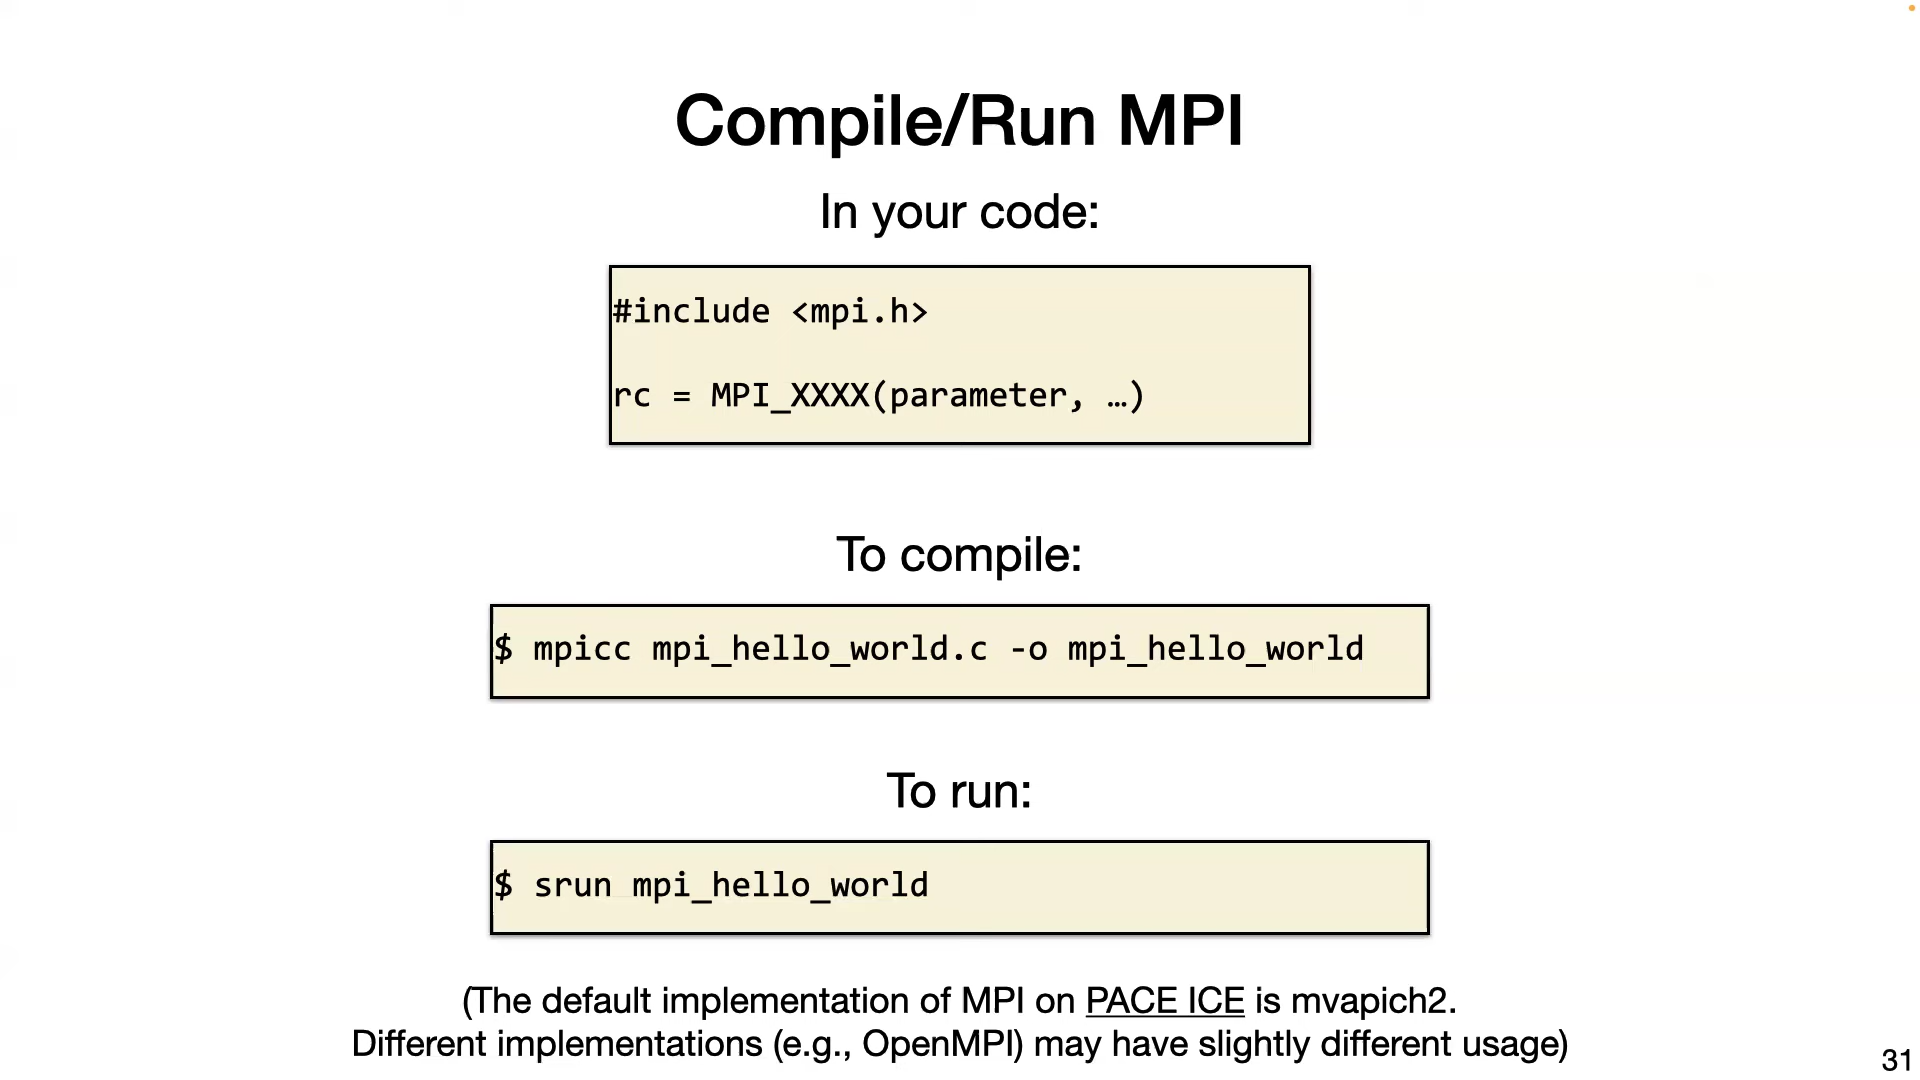 Compile/Run MPI
In your code:
#include <mpi.h>
rc = MPI_XXXX(parameter, …)
To compile:
$ mpicc mpi_hello_world.c -o mpi_hello_world
To run:
$ srun mpi_hello_world
(The default implementation of MPI on PACE ICE is mvapich2.
Different implementations (e.g., OpenMPI) may have slightly different usage)
31